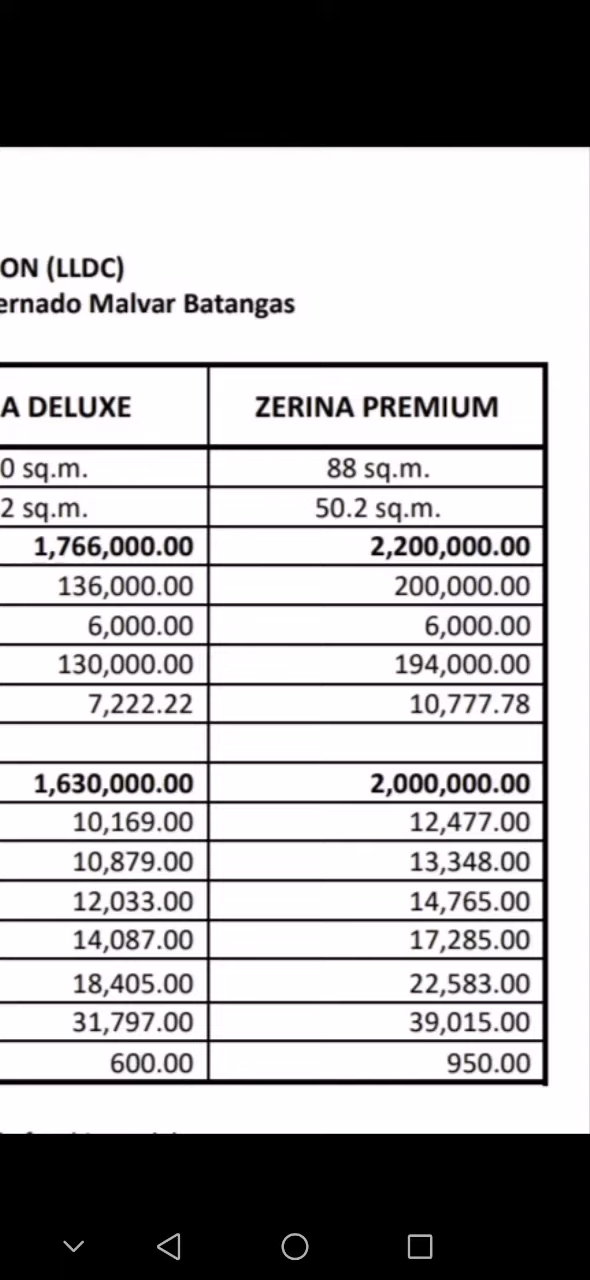 ON (LLDC)
ernado Malvar Batangas
A DELUXE ZERINA PREMIUM
0 sq.m. 88 sq.m.
2 sq.m. 50.2 sq.m.
1,766,000.00 2,200,000.00
136,000.00 200,000.00
6,000.00 6,000.00
130,000.00 194,000.00
7,222.22 10,777.78
1,630,000.00 2,000,000.00
10,169.00 12,477.00
10,879.00 13,348.00
12,033.00 14,765.00
14,087.00 17,285.00
18,405.00 22,583.00
31,797.00 39,015.00
600.00 950.00